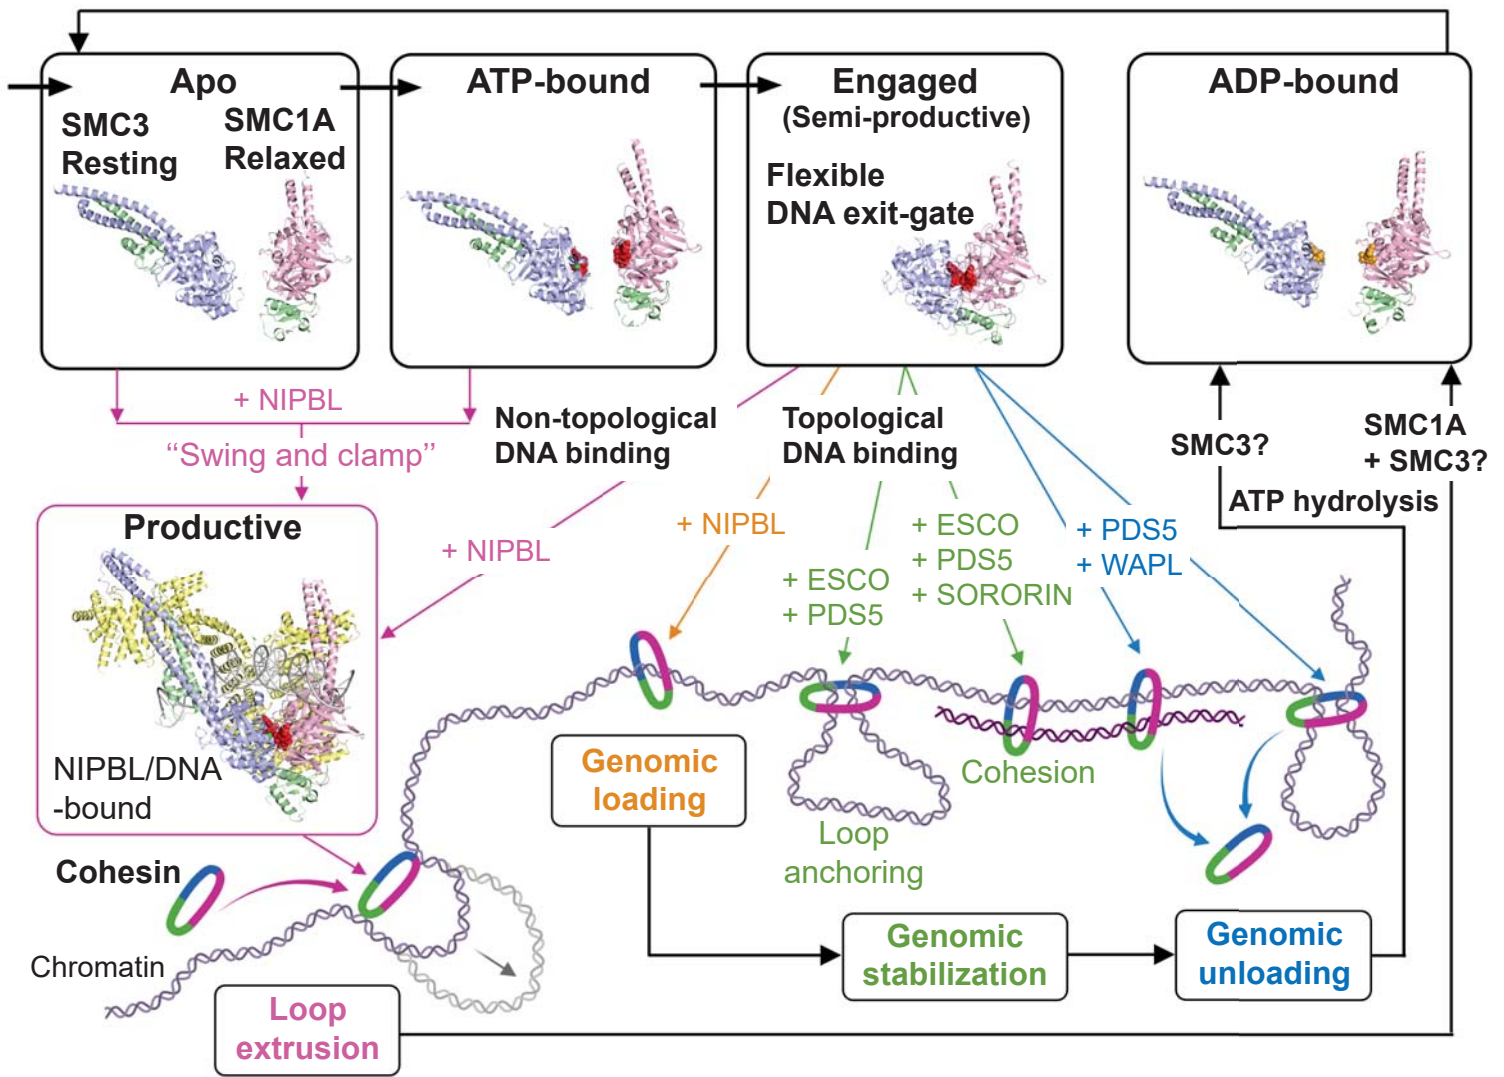 Apo
SMC3
Resting
SMC1A
Relaxed
ATP-bound
Engaged
(Semi-productive)
Flexible
DNA exit-gate
ADP-bound
+ NIPBL
“Swing and clamp”
Non-topological
DNA binding
Topological
DNA binding
SMC3?
SMC1A
+ SMC3?
ATP hydrolysis
Productive
NIPBL/DNA
-bound
+ NIPBL
+ NIPBL
+ ESCO
+ PDS5
+ ESCO
+ PDS5
+ SORORIN
+ PDS5
+ WAPL
Genomic
loading
Cohesion
Loop
anchoring
Cohesin
Chromatin
Genomic
stabilization
Genomic
unloading
Loop
extrusion